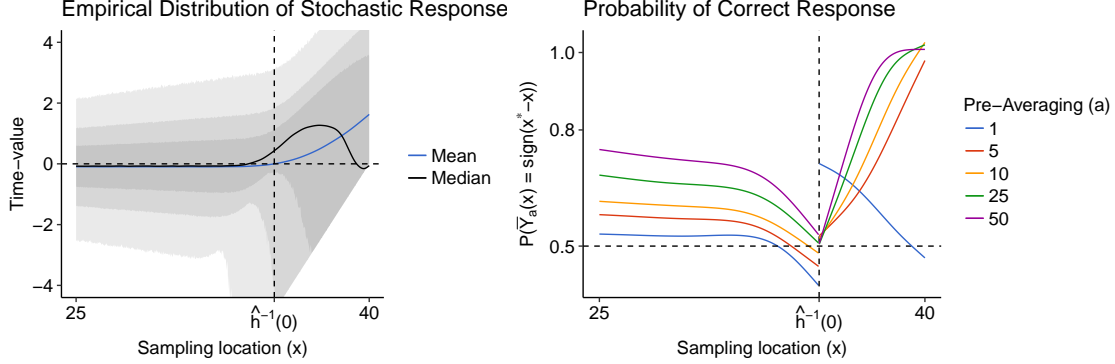 Empirical Distribution of Stochastic Response
Time−value
4
2
0
−2
−4
25
ĥ⁻¹(0)
40
Sampling location (x)
Mean
Median
Probability of Correct Response
P(Y̅ₐ(x) = sign(x*−x))
1.0
0.8
0.5
25
ĥ⁻¹(0)
40
Sampling location (x)
Pre−Averaging (a)
1
5
10
25
50